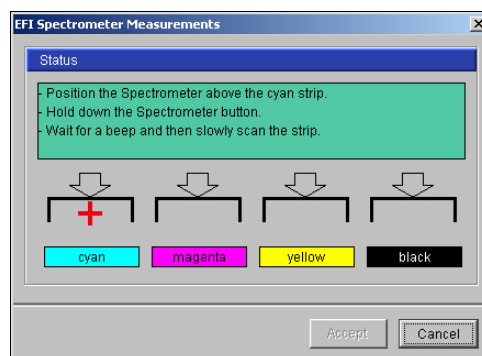 EFI Spectrometer Measurements
Status
- Position the Spectrometer above the cyan strip.
- Hold down the Spectrometer button.
- Wait for a beep and then slowly scan the strip.
cyan magenta yellow black
Accept Cancel